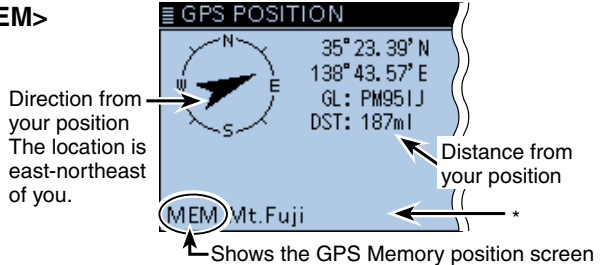 EM>
≣ GPS POSITION
N
E
S
W
35°23.39'N
138°43.57'E
GL: PM95IJ
DST: 187mi
Direction from
your position
The location is
east-northeast
of you.
Distance from
your position
MEM Mt.Fuji
*
Shows the GPS Memory position screen